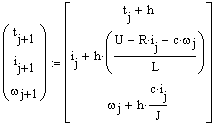 t_j + h
t_{j+1}
i_{j+1} := i_j + h·((U − R·i_j − c·ω_j) / L)
ω_{j+1}
ω_j + h·(c·i_j / J)